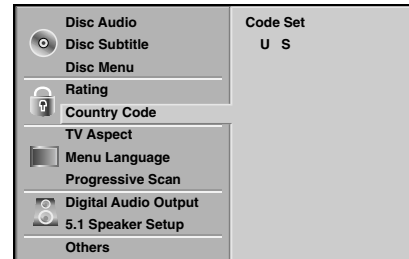 Disc Audio
Disc Subtitle
Disc Menu
Rating
Country Code
TV Aspect
Menu Language
Progressive Scan
Digital Audio Output
5.1 Speaker Setup
Others
Code Set
U S